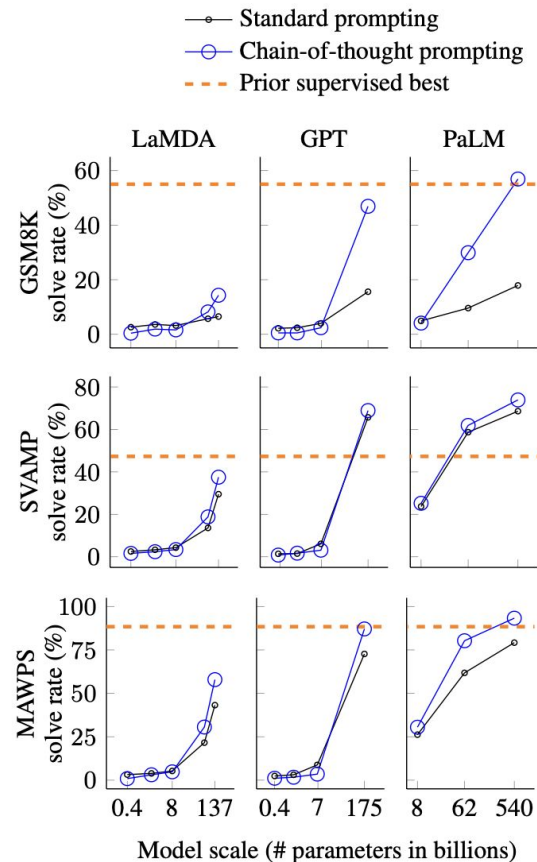 Standard prompting
Chain-of-thought prompting
Prior supervised best
LaMDA GPT PaLM
GSM8K
solve rate (%)
60
40
20
0
SVAMP
solve rate (%)
80
60
40
20
0
MAWPS
solve rate (%)
100
75
50
25
0
0.4 8 137 0.4 7 175 8 62 540
Model scale (# parameters in billions)